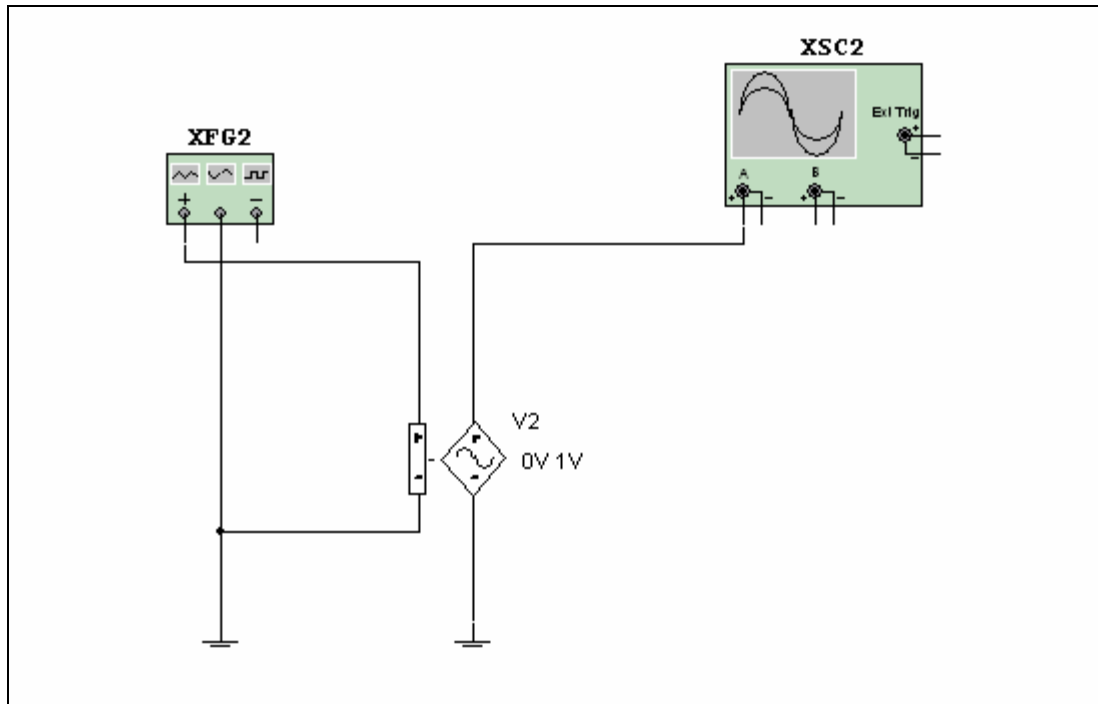 XSC2
Ext Trig
+
-
A
B
+ - + -
XFG2
+ -
V2
0V 1V